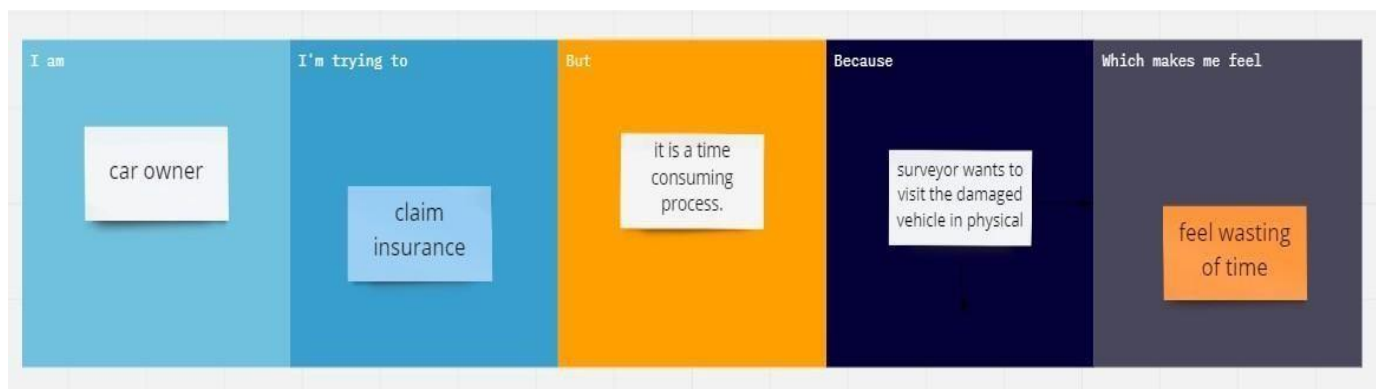 I am
car owner
I'm trying to
claim
insurance
But
it is a time
consuming
process.
Because
surveyor wants to
visit the damaged
vehicle in physical
Which makes me feel
feel wasting
of time